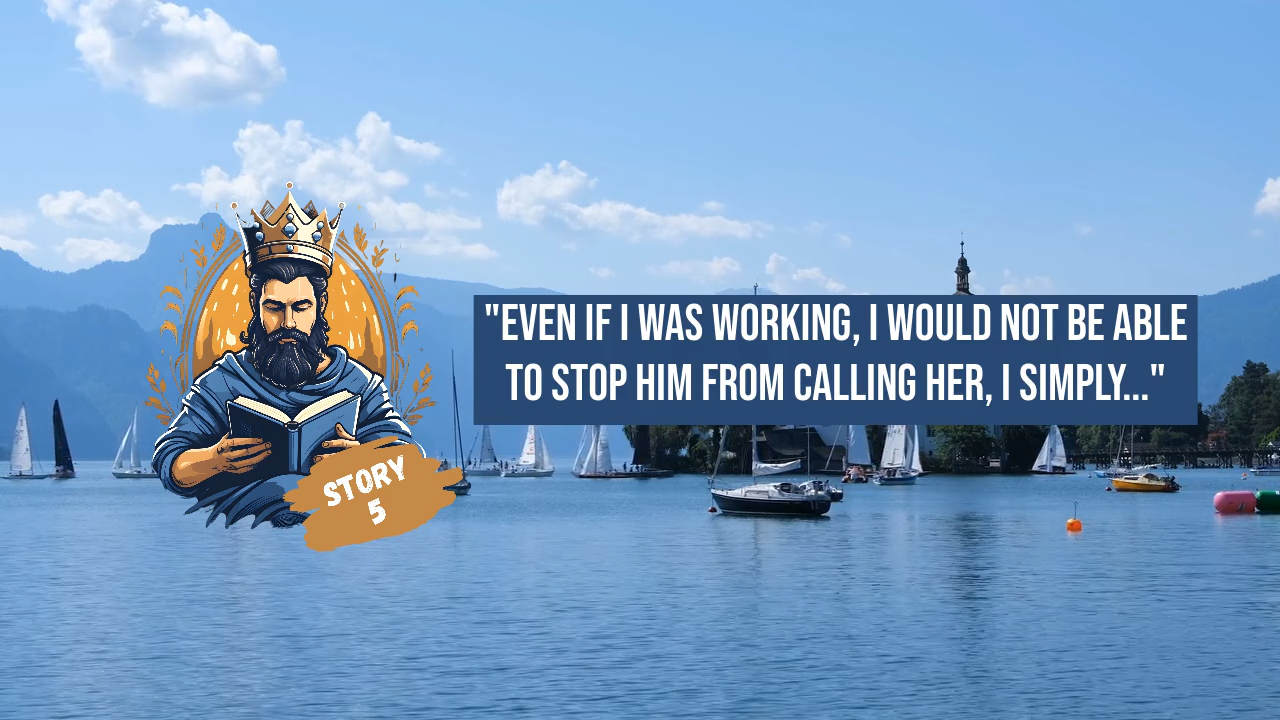 "EVEN IF I WAS WORKING, I WOULD NOT BE ABLE
TO STOP HIM FROM CALLING HER, I SIMPLY..."
STORY
5